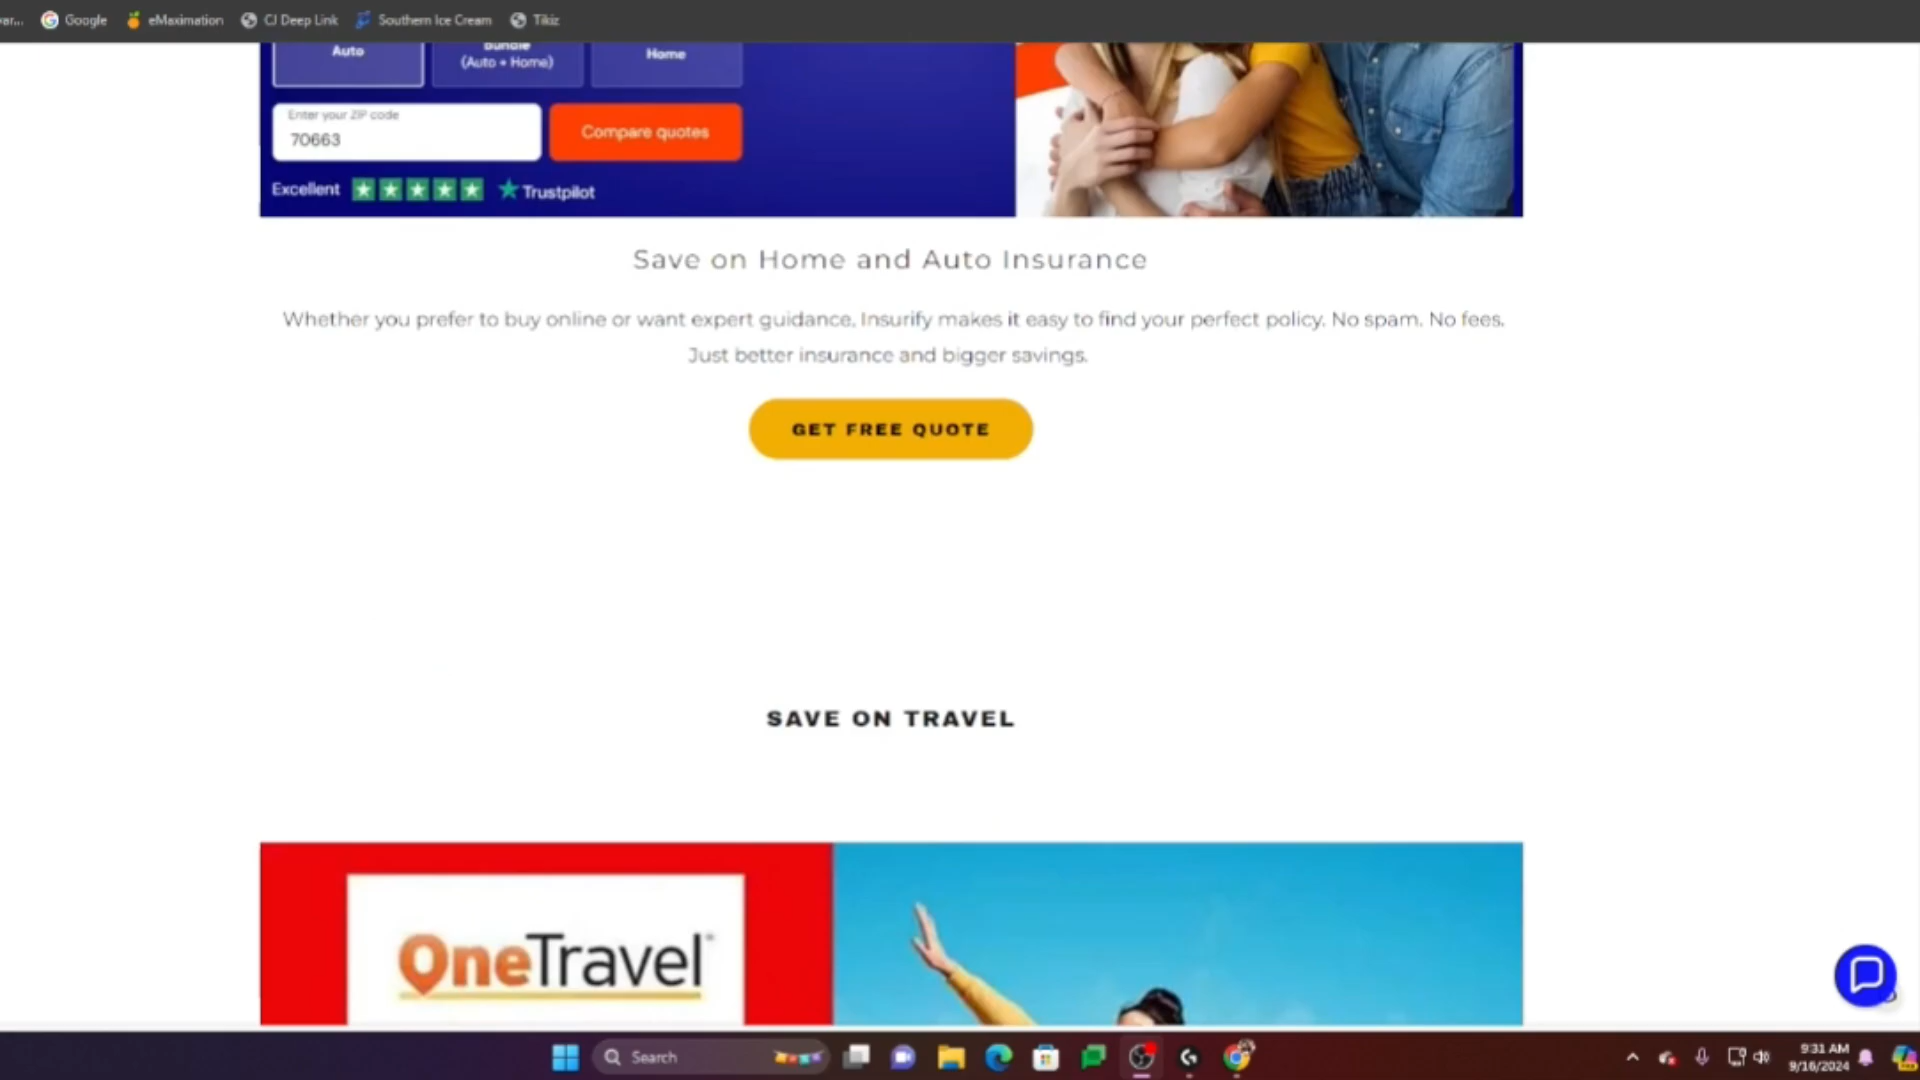 Google eMaximation CJ Deep Link Southern Ice Cream Tikiz
Auto
Bundle
(Auto + Home)
Home
Enter your ZIP code
70663
Compare quotes
Excellent Trustpilot
Save on Home and Auto Insurance
Whether you prefer to buy online or want expert guidance, Insurify makes it easy to find your perfect policy. No spam. No fees.
Just better insurance and bigger savings.
GET FREE QUOTE
SAVE ON TRAVEL
OneTravel
Search
9:31 AM
9/16/2024